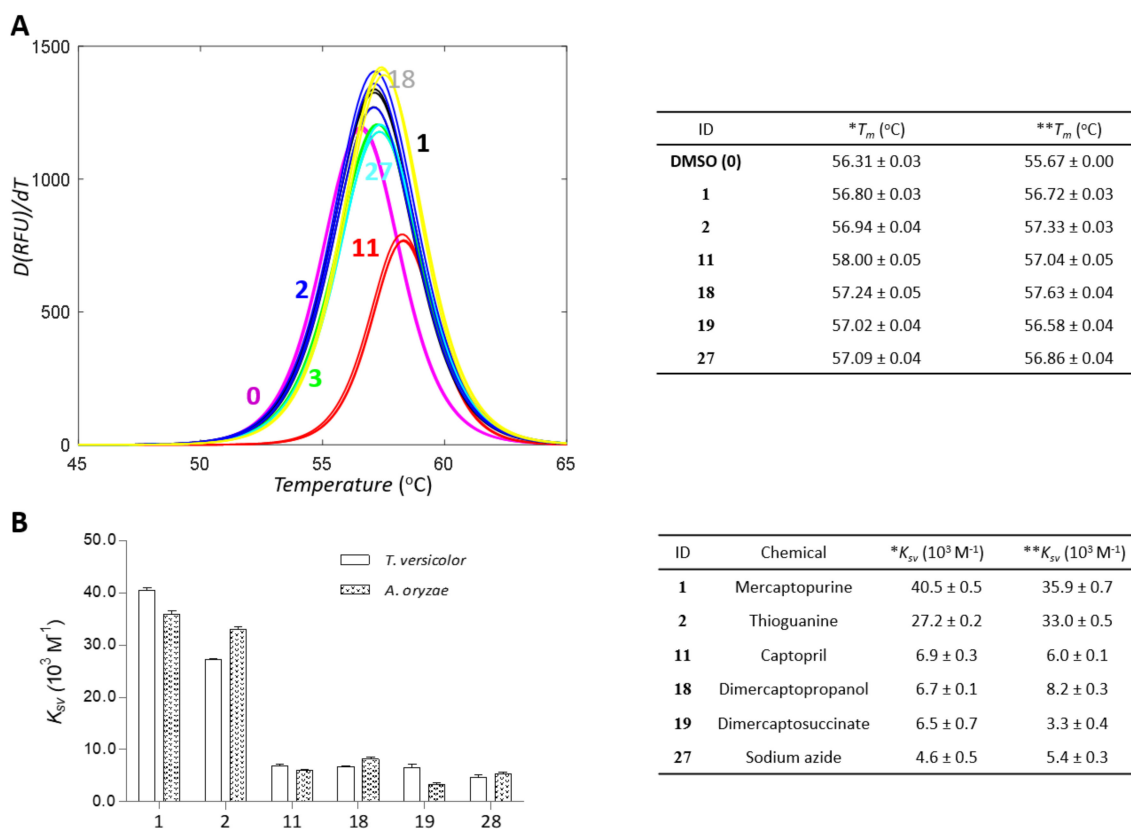 A
1500
1000
500
0
D(RFU)/dT
18
1
27
11
2
3
0
45 50 55 60 65
Temperature (°C)
ID *Tm (°C) **Tm (°C)
DMSO (0) 56.31 ± 0.03 55.67 ± 0.00
1 56.80 ± 0.03 56.72 ± 0.03
2 56.94 ± 0.04 57.33 ± 0.03
11 58.00 ± 0.05 57.04 ± 0.05
18 57.24 ± 0.05 57.63 ± 0.04
19 57.02 ± 0.04 56.58 ± 0.04
27 57.09 ± 0.04 56.86 ± 0.04
B
50.0
40.0
30.0
20.0
10.0
0.0
Ksv (10³ M⁻¹)
T. versicolor
A. oryzae
1 2 11 18 19 28
ID Chemical *Ksv (10³ M⁻¹) **Ksv (10³ M⁻¹)
1 Mercaptopurine 40.5 ± 0.5 35.9 ± 0.7
2 Thioguanine 27.2 ± 0.2 33.0 ± 0.5
11 Captopril 6.9 ± 0.3 6.0 ± 0.1
18 Dimercaptopropanol 6.7 ± 0.1 8.2 ± 0.3
19 Dimercaptosuccinate 6.5 ± 0.7 3.3 ± 0.4
27 Sodium azide 4.6 ± 0.5 5.4 ± 0.3